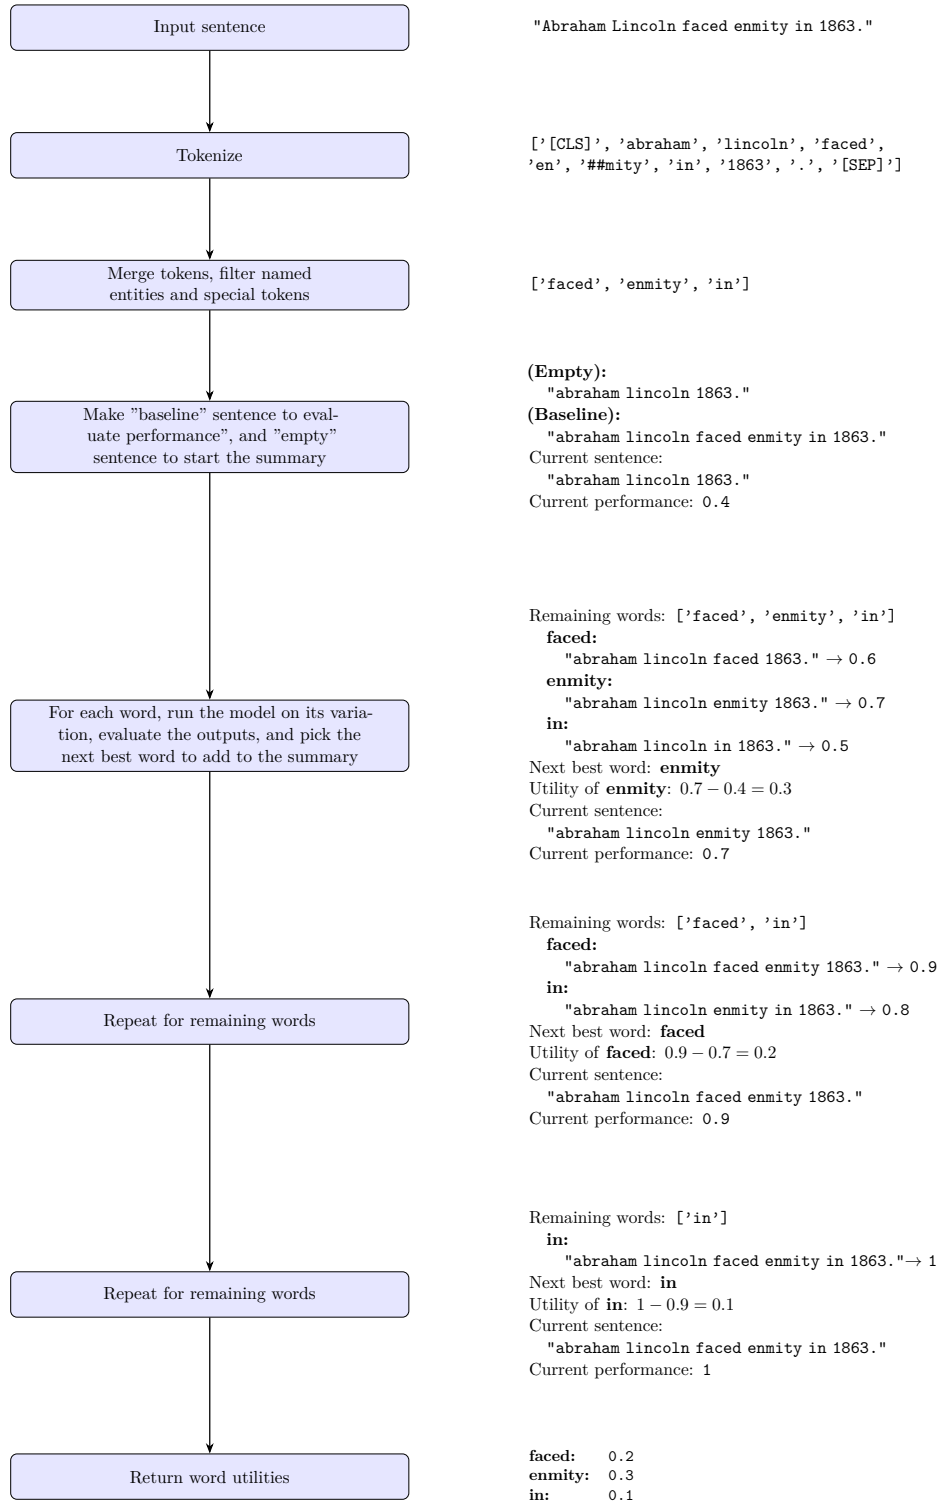 Input sentence
"Abraham Lincoln faced enmity in 1863."
Tokenize
['[CLS]', 'abraham', 'lincoln', 'faced',
'en', '##mity', 'in', '1863', '.', '[SEP]']
Merge tokens, filter named
entities and special tokens
['faced', 'enmity', 'in']
Make ”baseline” sentence to eval-
uate performance”, and ”empty”
sentence to start the summary
(Empty):
"abraham lincoln 1863."
(Baseline):
"abraham lincoln faced enmity in 1863."
Current sentence:
"abraham lincoln 1863."
Current performance: 0.4
For each word, run the model on its varia-
tion, evaluate the outputs, and pick the
next best word to add to the summary
Remaining words: ['faced', 'enmity', 'in']
faced:
"abraham lincoln faced 1863." → 0.6
enmity:
"abraham lincoln enmity 1863." → 0.7
in:
"abraham lincoln in 1863." → 0.5
Next best word: enmity
Utility of enmity: 0.7 − 0.4 = 0.3
Current sentence:
"abraham lincoln enmity 1863."
Current performance: 0.7
Repeat for remaining words
Remaining words: ['faced', 'in']
faced:
"abraham lincoln faced enmity 1863." → 0.9
in:
"abraham lincoln enmity in 1863." → 0.8
Next best word: faced
Utility of faced: 0.9 − 0.7 = 0.2
Current sentence:
"abraham lincoln faced enmity 1863."
Current performance: 0.9
Repeat for remaining words
Remaining words: ['in']
in:
"abraham lincoln faced enmity in 1863."→ 1
Next best word: in
Utility of in: 1 − 0.9 = 0.1
Current sentence:
"abraham lincoln faced enmity in 1863."
Current performance: 1
Return word utilities
faced: 0.2
enmity: 0.3
in: 0.1